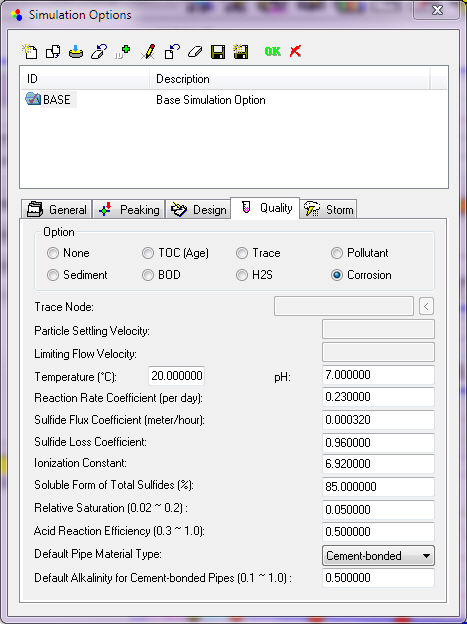 Simulation Options
ID OK
ID Description
BASE Base Simulation Option
General Peaking Design Quality Storm
Option
None TOC (Age) Trace Pollutant
Sediment BOD H2S Corrosion
Trace Node: <
Particle Settling Velocity:
Limiting Flow Velocity:
Temperature (°C): 20.000000 pH: 7.000000
Reaction Rate Coefficient (per day): 0.230000
Sulfide Flux Coefficient (meter/hour): 0.000320
Sulfide Loss Coefficient: 0.960000
Ionization Constant: 6.920000
Soluble Form of Total Sulfides (%): 85.000000
Relative Saturation (0.02 ~ 0.2) : 0.050000
Acid Reaction Efficiency (0.3 ~ 1.0): 0.500000
Default Pipe Material Type: Cement-bonded
Default Alkalinity for Cement-bonded Pipes (0.1 ~ 1.0) : 0.500000